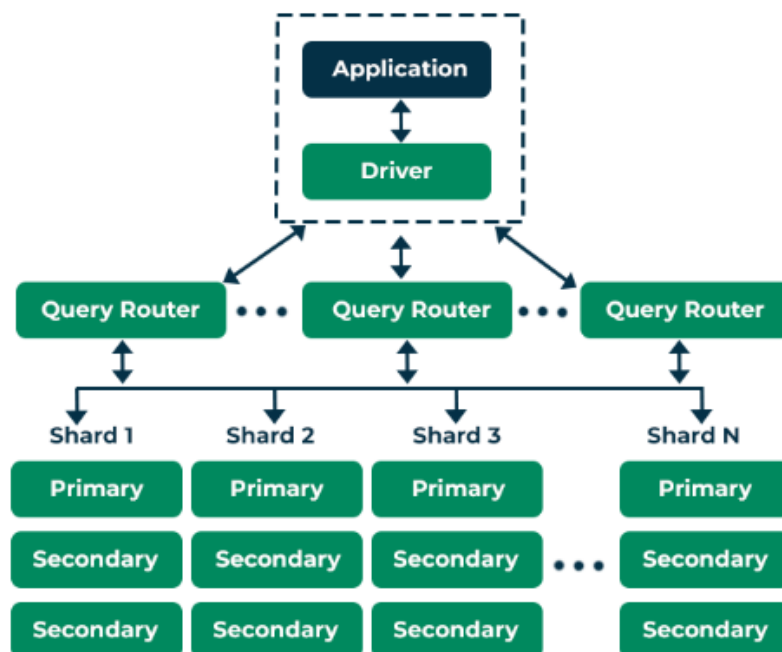 Application
Driver
Query Router
Query Router
Query Router
Shard 1
Shard 2
Shard 3
Shard N
Primary
Primary
Primary
Primary
Secondary
Secondary
Secondary
Secondary
Secondary
Secondary
Secondary
Secondary